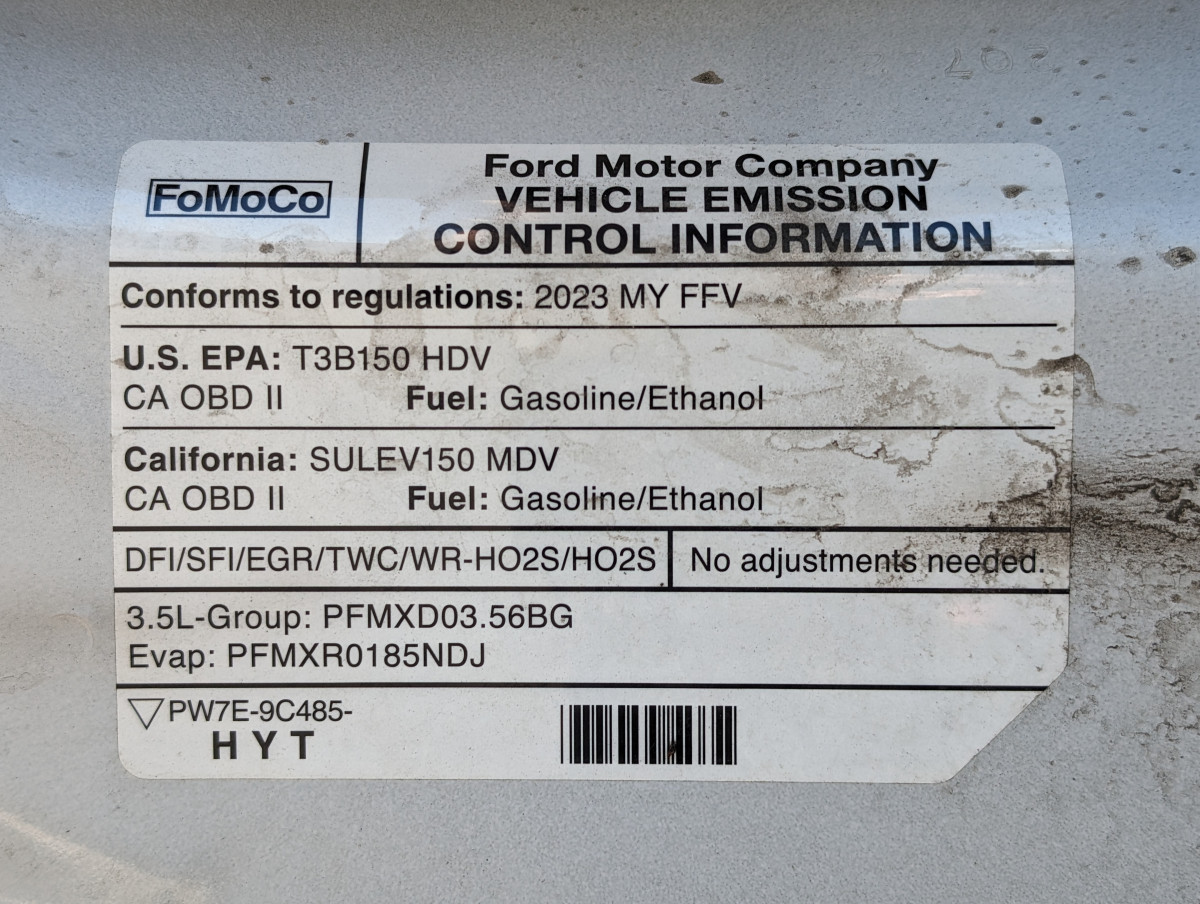 FoMoCo
Ford Motor Company
VEHICLE EMISSION
CONTROL INFORMATION
Conforms to regulations: 2023 MY FFV
U.S. EPA: T3B150 HDV
CA OBD II Fuel: Gasoline/Ethanol
California: SULEV150 MDV
CA OBD II Fuel: Gasoline/Ethanol
DFI/SFI/EGR/TWC/WR-HO2S/HO2S No adjustments needed.
3.5L-Group: PFMXD03.56BG
Evap: PFMXR0185NDJ
PW7E-9C485-
H Y T